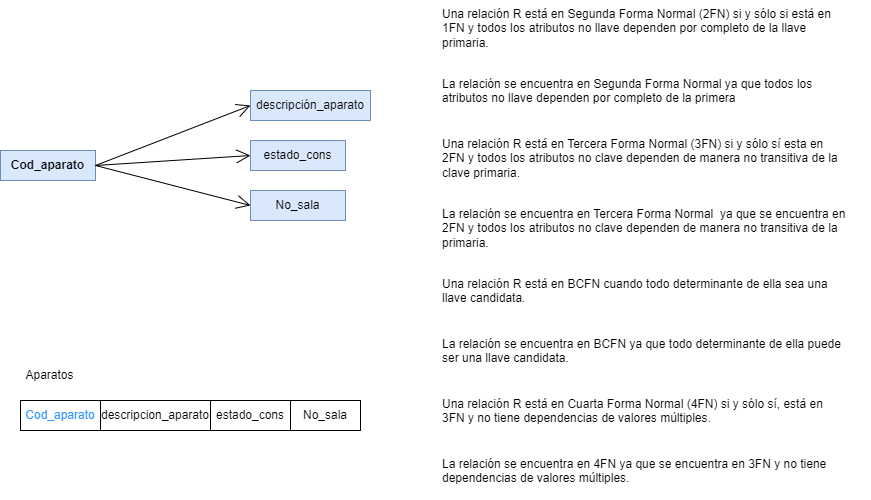 Una relación R está en Segunda Forma Normal (2FN) si y sólo si está en
1FN y todos los atributos no llave dependen por completo de la llave
primaria.
La relación se encuentra en Segunda Forma Normal ya que todos los
atributos no llave dependen por completo de la primera
Una relación R está en Tercera Forma Normal (3FN) si y sólo sí esta en
2FN y todos los atributos no clave dependen de manera no transitiva de la
clave primaria.
La relación se encuentra en Tercera Forma Normal  ya que se encuentra en
2FN y todos los atributos no clave dependen de manera no transitiva de la
primaria.
Una relación R está en BCFN cuando todo determinante de ella sea una
llave candidata.
La relación se encuentra en BCFN ya que todo determinante de ella puede
ser una llave candidata.
Una relación R está en Cuarta Forma Normal (4FN) si y sólo sí, está en
3FN y no tiene dependencias de valores múltiples.
La relación se encuentra en 4FN ya que se encuentra en 3FN y no tiene
dependencias de valores múltiples.
descripción_aparato
estado_cons
Cod_aparato
No_sala
Aparatos
Cod_aparato descripcion_aparato estado_cons No_sala